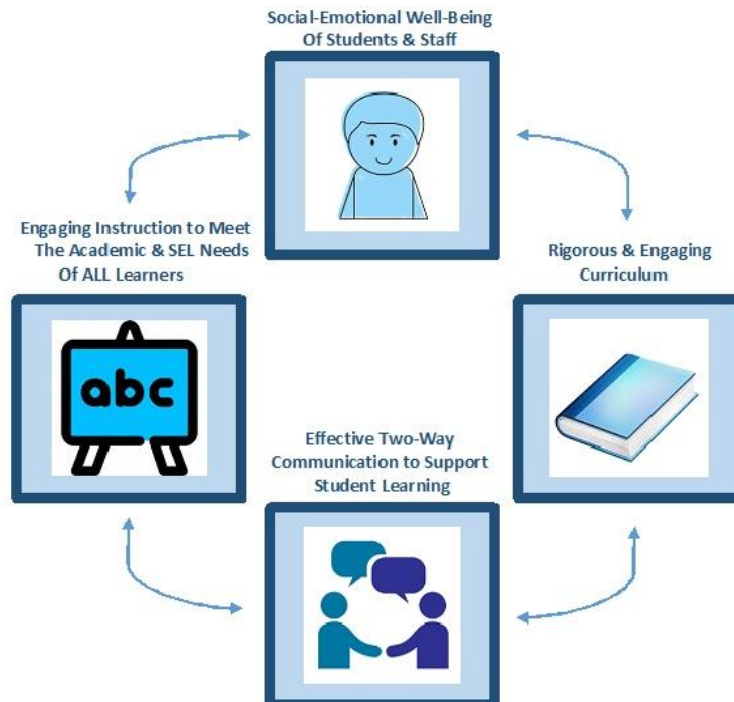 Social-Emotional Well-Being
Of Students & Staff
Engaging Instruction to Meet
The Academic & SEL Needs
Of ALL Learners
Rigorous & Engaging
Curriculum
abc
Effective Two-Way
Communication to Support
Student Learning